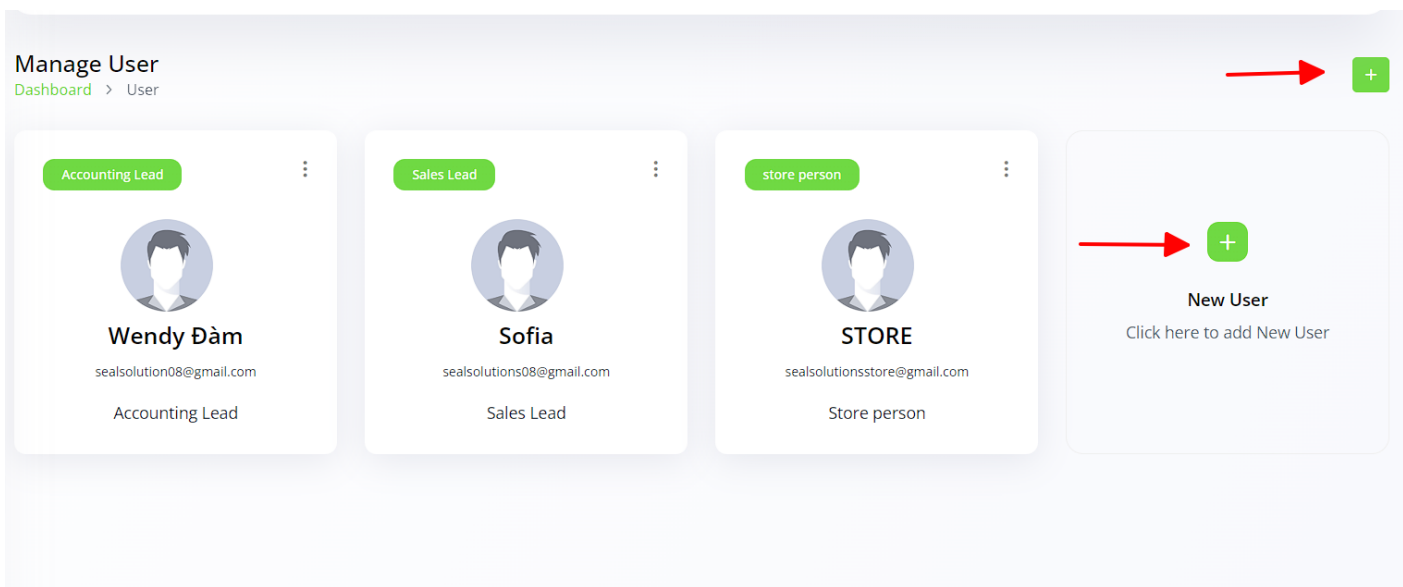 Manage User
Dashboard > User
+
Accounting Lead
Wendy Đàm
sealsolution08@gmail.com
Accounting Lead
Sales Lead
Sofia
sealsolutions08@gmail.com
Sales Lead
store person
STORE
sealsolutionsstore@gmail.com
Store person
+
New User
Click here to add New User